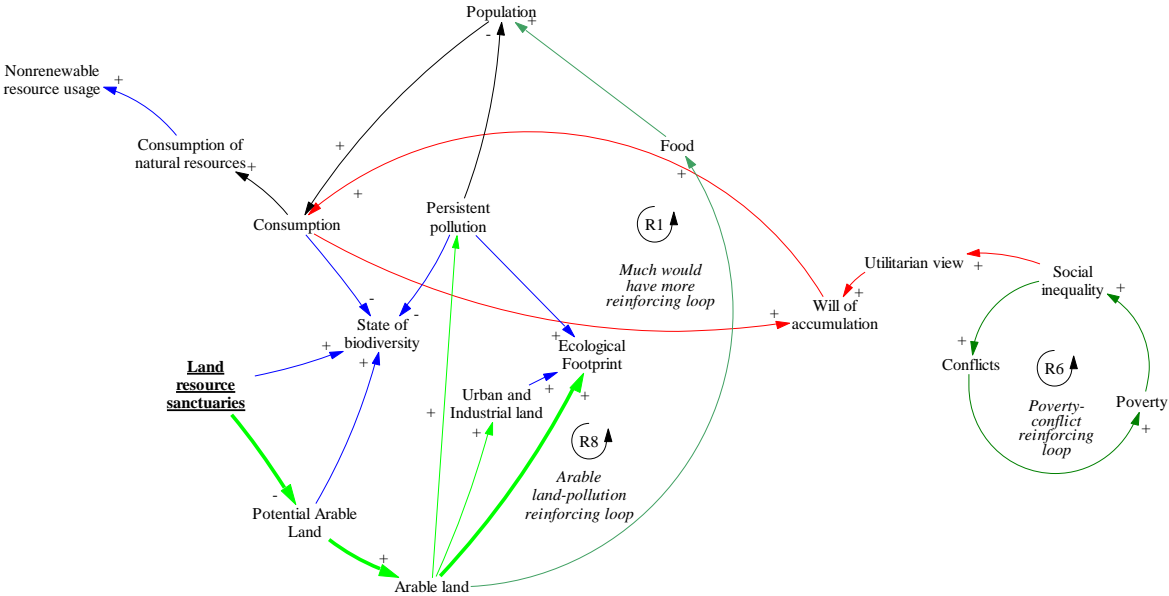 Population
+
-
Nonrenewable
resource usage
+
Consumption of
natural resources
+
+
Food
+
+
Consumption
Persistent
pollution
R1
Much would
have more
reinforcing loop
Utilitarian view
+
Social
inequality
+
+
Will of
accumulation
+
-
-
State of
biodiversity
+
+
+
Ecological
Footprint
+
Conflicts
R6
Poverty-
conflict
reinforcing
loop
Poverty
+
Land
resource
sanctuaries
Urban and
Industrial land
+
+
+
+
R8
Arable
land-pollution
reinforcing loop
-
Potential Arable
Land
+
Arable land